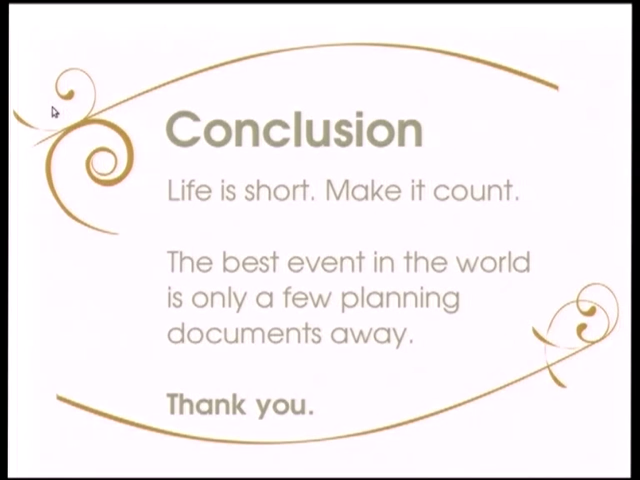 Conclusion
Life is short. Make it count.
The best event in the world
is only a few planning
documents away.
Thank you.